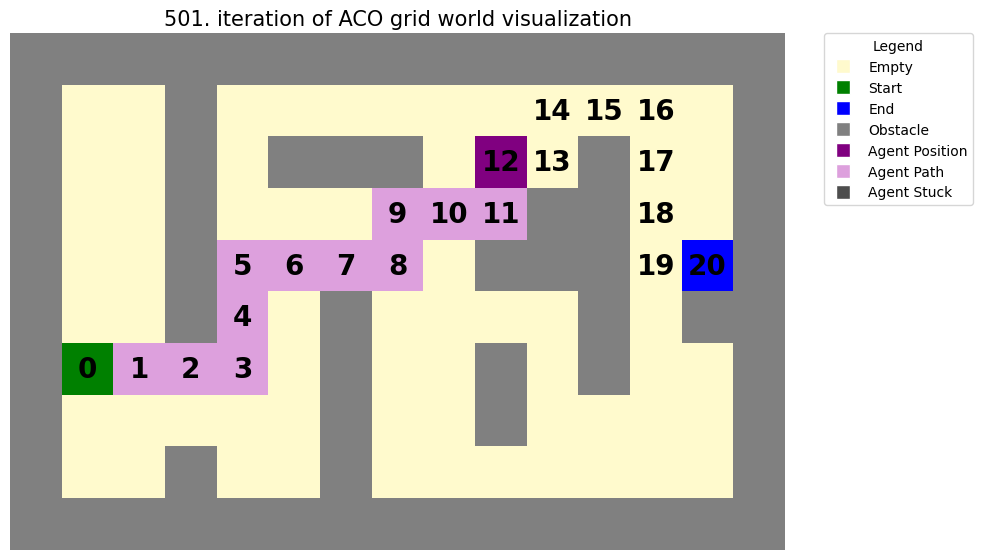 501. iteration of ACO grid world visualization
Legend
Empty
Start
End
Obstacle
Agent Position
Agent Path
Agent Stuck
14 15 16
12 13 17
9 10 11 18
5 6 7 8 19 20
4
0 1 2 3